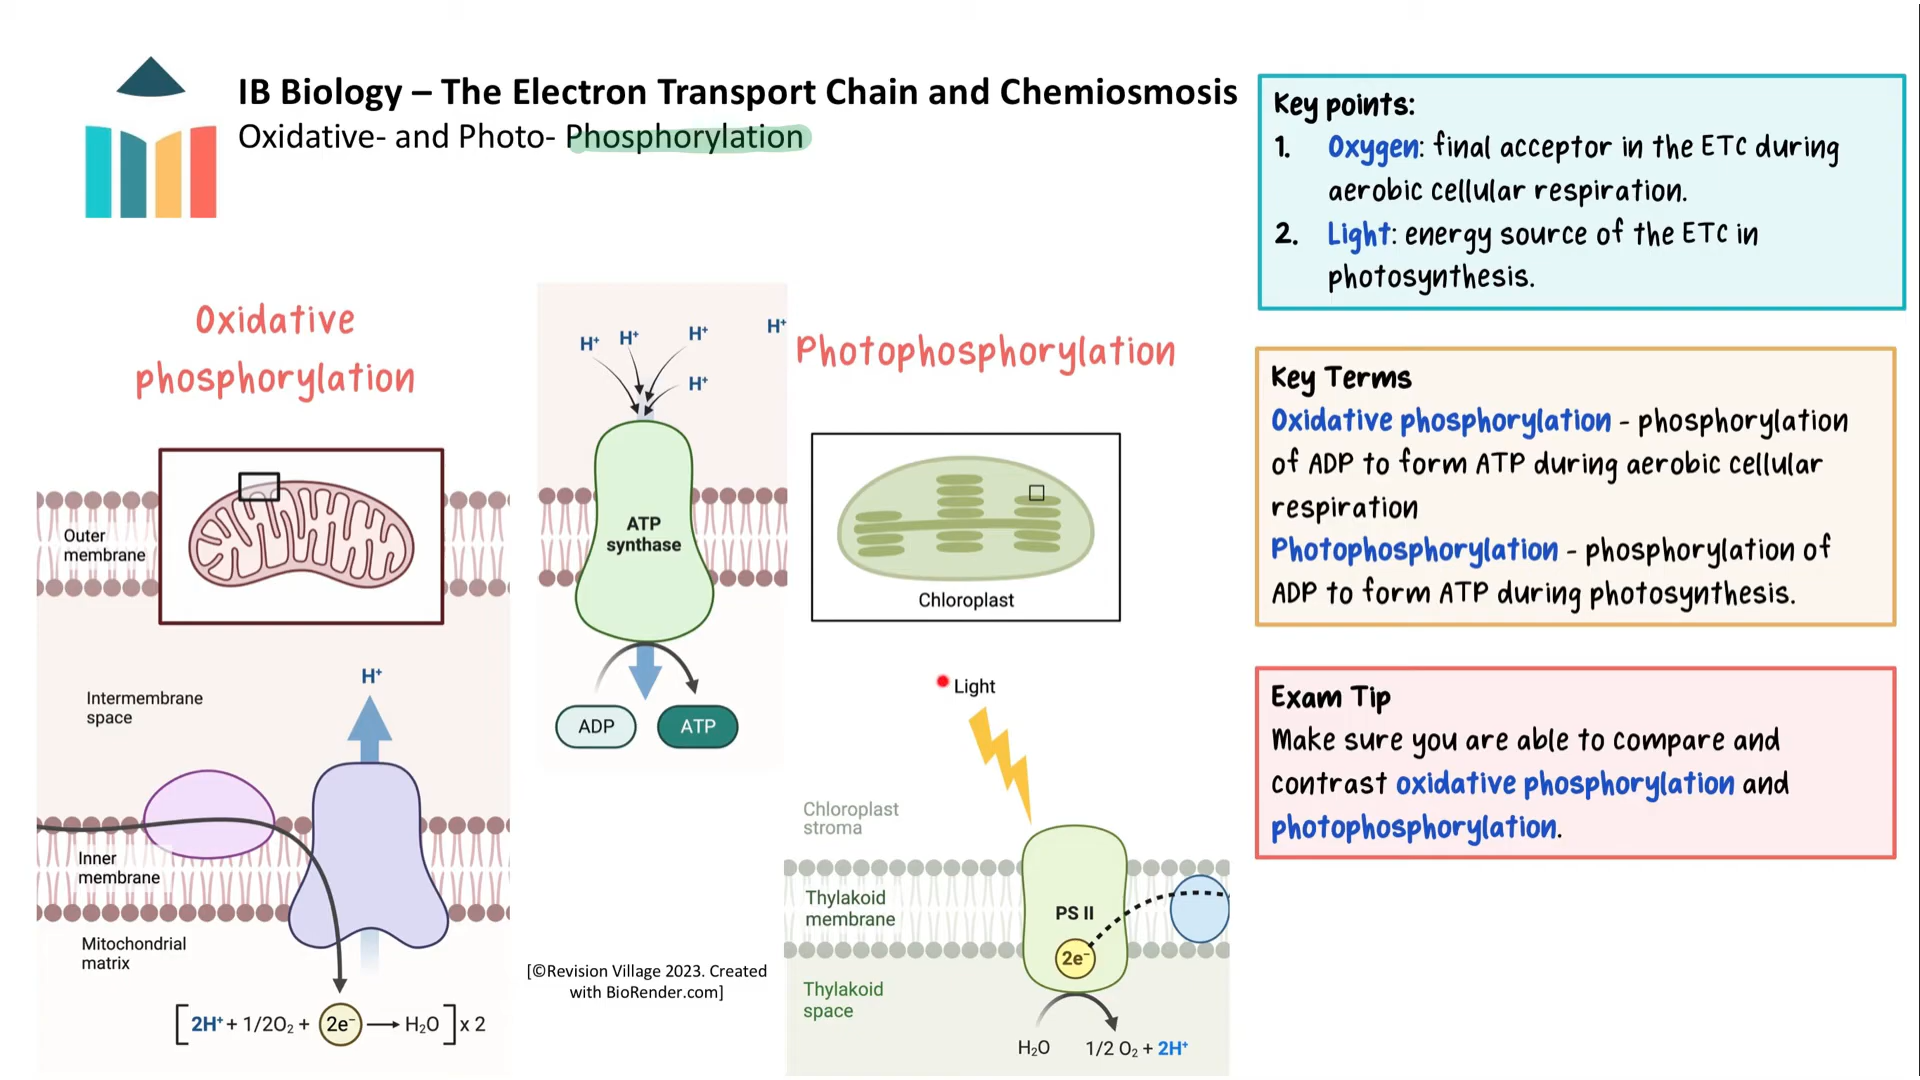 IB Biology – The Electron Transport Chain and Chemiosmosis
Oxidative- and Photo- Phosphorylation
Key points:
1. Oxygen: final acceptor in the ETC during
aerobic cellular respiration.
2. Light: energy source of the ETC in
photosynthesis.
Oxidative
phosphorylation
Outer
membrane
Intermembrane
space
H⁺
Inner
membrane
Mitochondrial
matrix
[2H⁺ + 1/2O₂ + 2e⁻ → H₂O] x 2
H⁺ H⁺ H⁺ H⁺
H⁺
ATP
synthase
ADP ATP
[©Revision Village 2023. Created
with BioRender.com]
Photophosphorylation
Chloroplast
Light
Chloroplast
stroma
Thylakoid
membrane
PS II
2e⁻
Thylakoid
space
H₂O 1/2 O₂ + 2H⁺
Key Terms
Oxidative phosphorylation - phosphorylation
of ADP to form ATP during aerobic cellular
respiration
Photophosphorylation - phosphorylation of
ADP to form ATP during photosynthesis.
Exam Tip
Make sure you are able to compare and
contrast oxidative phosphorylation and
photophosphorylation.